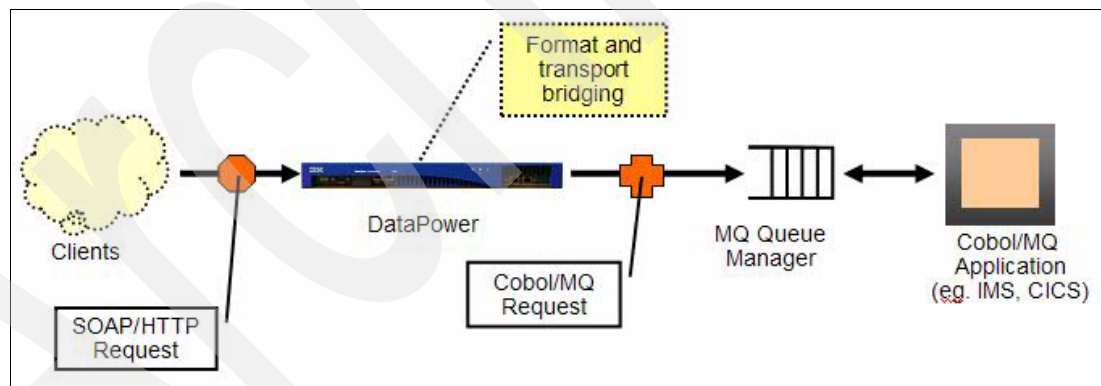 Format and
transport
bridging
IBM
Clients
DataPower
MQ Queue
Manager
Cobol/MQ
Application
(eg. IMS, CICS)
SOAP/HTTP
Request
Cobol/MQ
Request